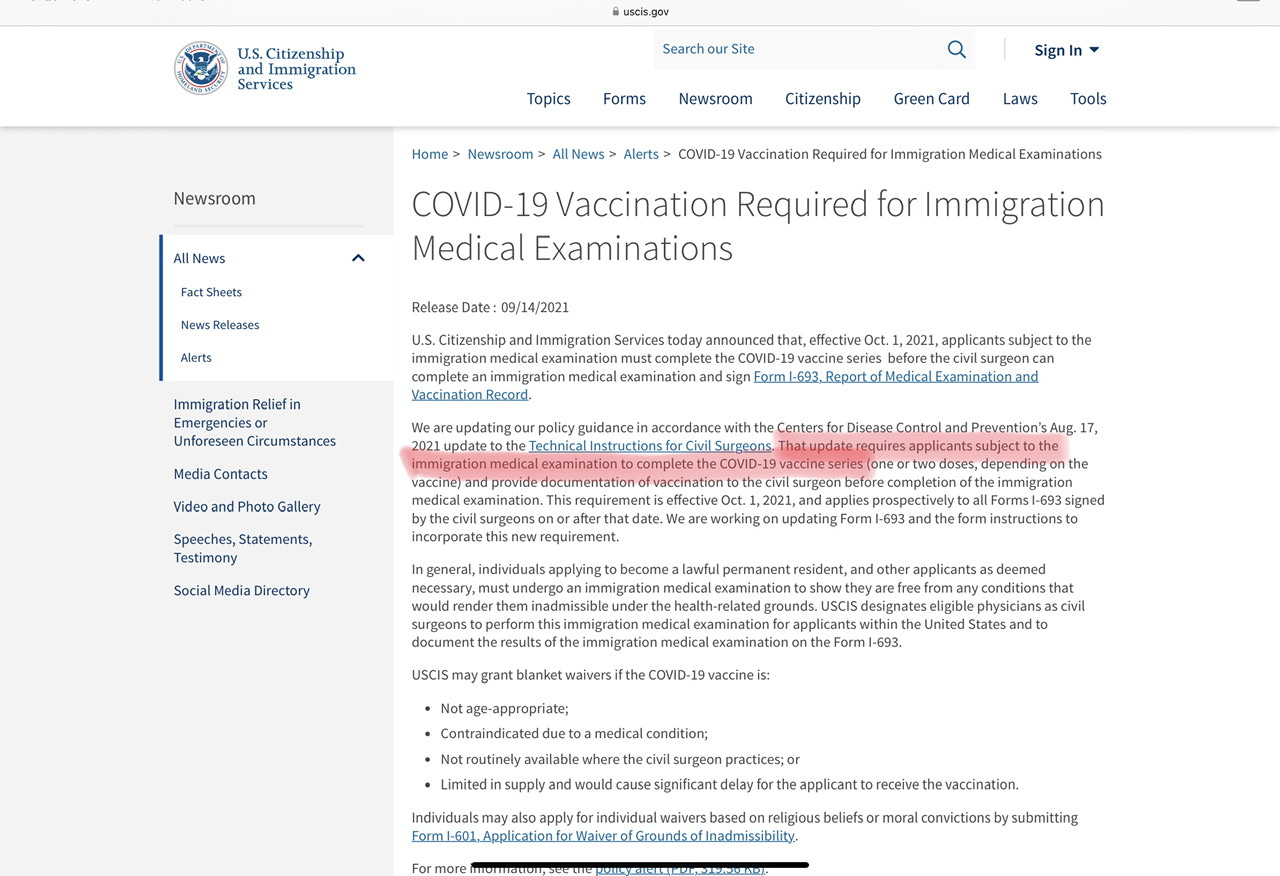 uscis.gov
U.S. Citizenship
and Immigration
Services
Search our Site
Sign In
Topics Forms Newsroom Citizenship Green Card Laws Tools
Home > Newsroom > All News > Alerts > COVID-19 Vaccination Required for Immigration Medical Examinations
Newsroom
All News
Fact Sheets
News Releases
Alerts
Immigration Relief in
Emergencies or
Unforeseen Circumstances
Media Contacts
Video and Photo Gallery
Speeches, Statements,
Testimony
Social Media Directory
COVID-19 Vaccination Required for Immigration
Medical Examinations
Release Date : 09/14/2021
U.S. Citizenship and Immigration Services today announced that, effective Oct. 1, 2021, applicants subject to the
immigration medical examination must complete the COVID-19 vaccine series before the civil surgeon can
complete an immigration medical examination and sign Form I-693, Report of Medical Examination and
Vaccination Record.
We are updating our policy guidance in accordance with the Centers for Disease Control and Prevention's Aug. 17,
2021 update to the Technical Instructions for Civil Surgeons. That update requires applicants subject to the
immigration medical examination to complete the COVID-19 vaccine series (one or two doses, depending on the
vaccine) and provide documentation of vaccination to the civil surgeon before completion of the immigration
medical examination. This requirement is effective Oct. 1, 2021, and applies prospectively to all Forms I-693 signed
by the civil surgeons on or after that date. We are working on updating Form I-693 and the form instructions to
incorporate this new requirement.
In general, individuals applying to become a lawful permanent resident, and other applicants as deemed
necessary, must undergo an immigration medical examination to show they are free from any conditions that
would render them inadmissible under the health-related grounds. USCIS designates eligible physicians as civil
surgeons to perform this immigration medical examination for applicants within the United States and to
document the results of the immigration medical examination on the Form I-693.
USCIS may grant blanket waivers if the COVID-19 vaccine is:
• Not age-appropriate;
• Contraindicated due to a medical condition;
• Not routinely available where the civil surgeon practices; or
• Limited in supply and would cause significant delay for the applicant to receive the vaccination.
Individuals may also apply for individual waivers based on religious beliefs or moral convictions by submitting
Form I-601, Application for Waiver of Grounds of Inadmissibility.
For more information, see the policy alert (PDF, 319.56 KB).